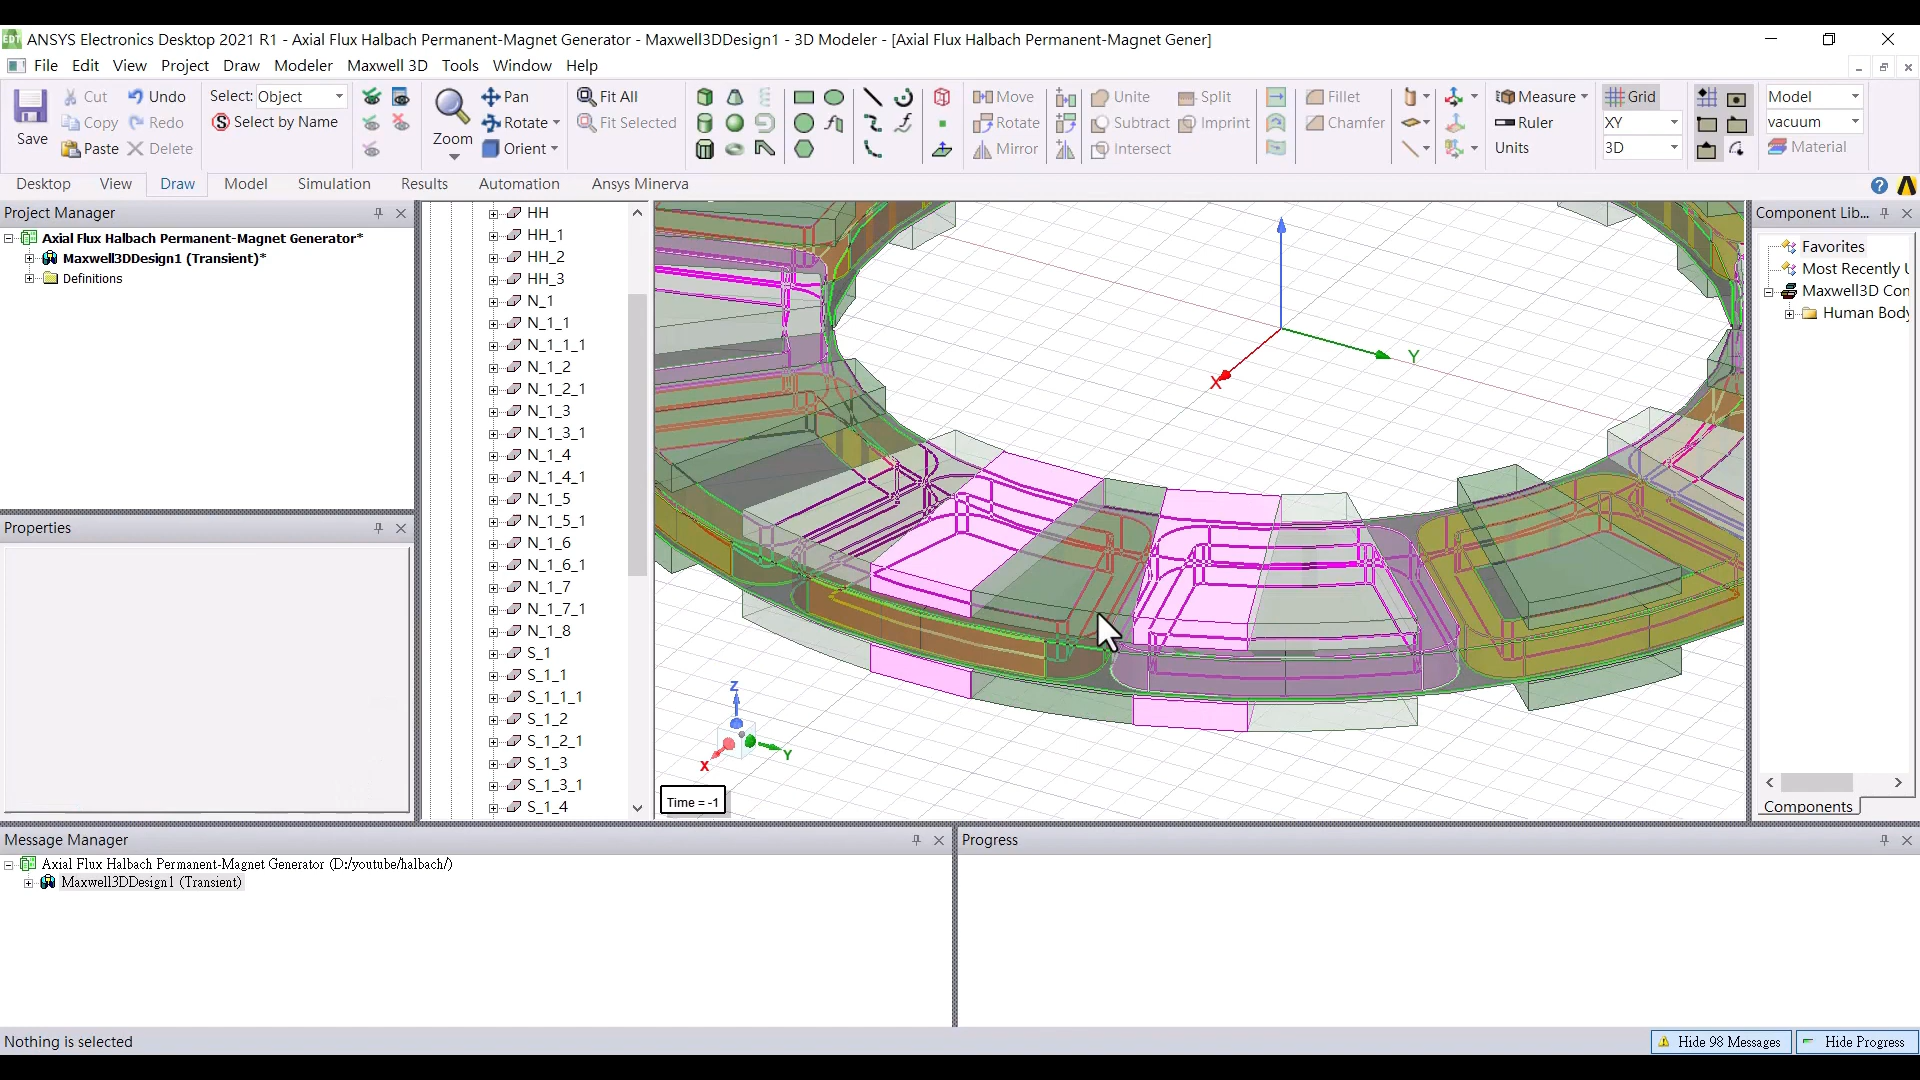 ANSYS Electronics Desktop 2021 R1 - Axial Flux Halbach Permanent-Magnet Generator - Maxwell3DDesign1 - 3D Modeler - [Axial Flux Halbach Permanent-Magnet Gener]
File Edit View Project Draw Modeler Maxwell 3D Tools Window Help
Save
Cut
Copy
Paste
Undo
Redo
Delete
Select: Object
Select by Name
Zoom
Pan
Rotate
Orient
Fit All
Fit Selected
Move
Rotate
Mirror
Unite
Subtract
Intersect
Split
Imprint
Fillet
Chamfer
Measure
Ruler
Units
Grid
XY
3D
Model
vacuum
Material
Desktop View Draw Model Simulation Results Automation Ansys Minerva
Project Manager
Axial Flux Halbach Permanent-Magnet Generator*
Maxwell3DDesign1 (Transient)*
Definitions
Properties
HH
HH_1
HH_2
HH_3
N_1
N_1_1
N_1_1_1
N_1_2
N_1_2_1
N_1_3
N_1_3_1
N_1_4
N_1_4_1
N_1_5
N_1_5_1
N_1_6
N_1_6_1
N_1_7
N_1_7_1
N_1_8
S_1
S_1_1
S_1_1_1
S_1_2
S_1_2_1
S_1_3
S_1_3_1
S_1_4
Y
X
Z
Y
X
Time = -1
Component Lib...
Favorites
Most Recently U
Maxwell3D Con
Human Body
Components
Message Manager
Axial Flux Halbach Permanent-Magnet Generator (D:/youtube/halbach/)
Maxwell3DDesign1 (Transient)
Progress
Nothing is selected
Hide 98 Messages
Hide Progress